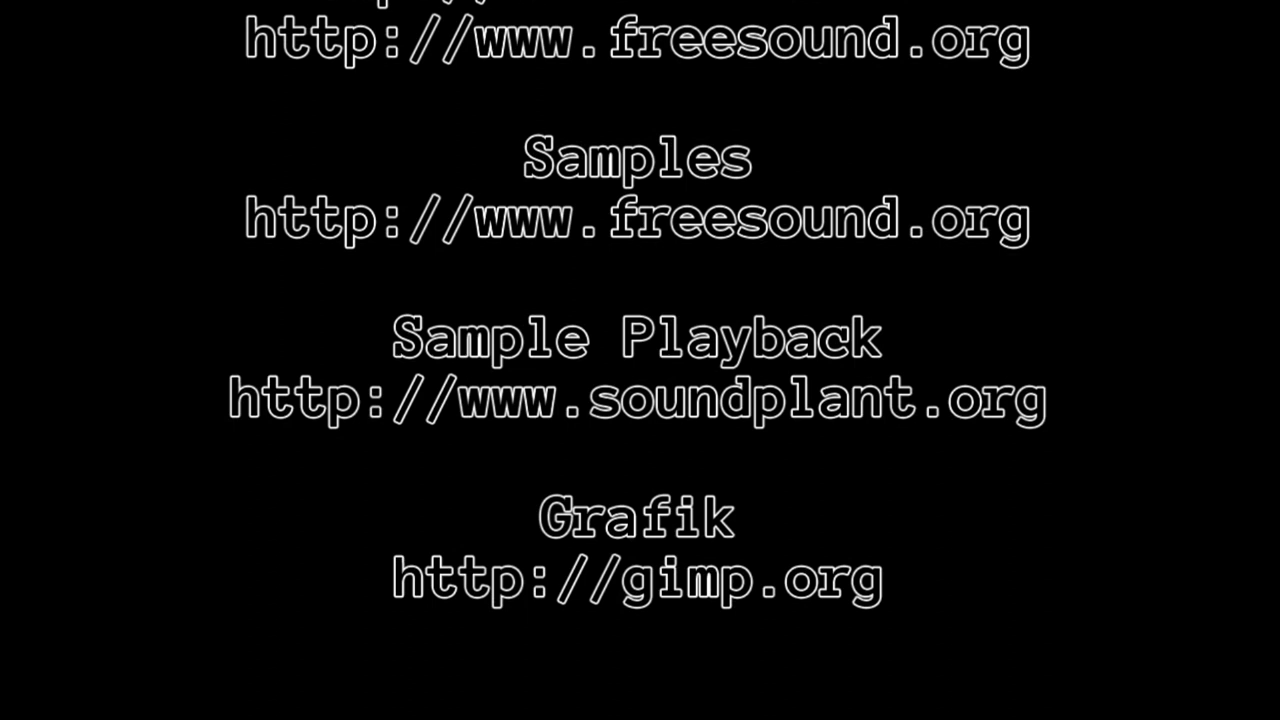 http://www.freesound.org
Samples
http://www.freesound.org
Sample Playback
http://www.soundplant.org
Grafik
http://gimp.org